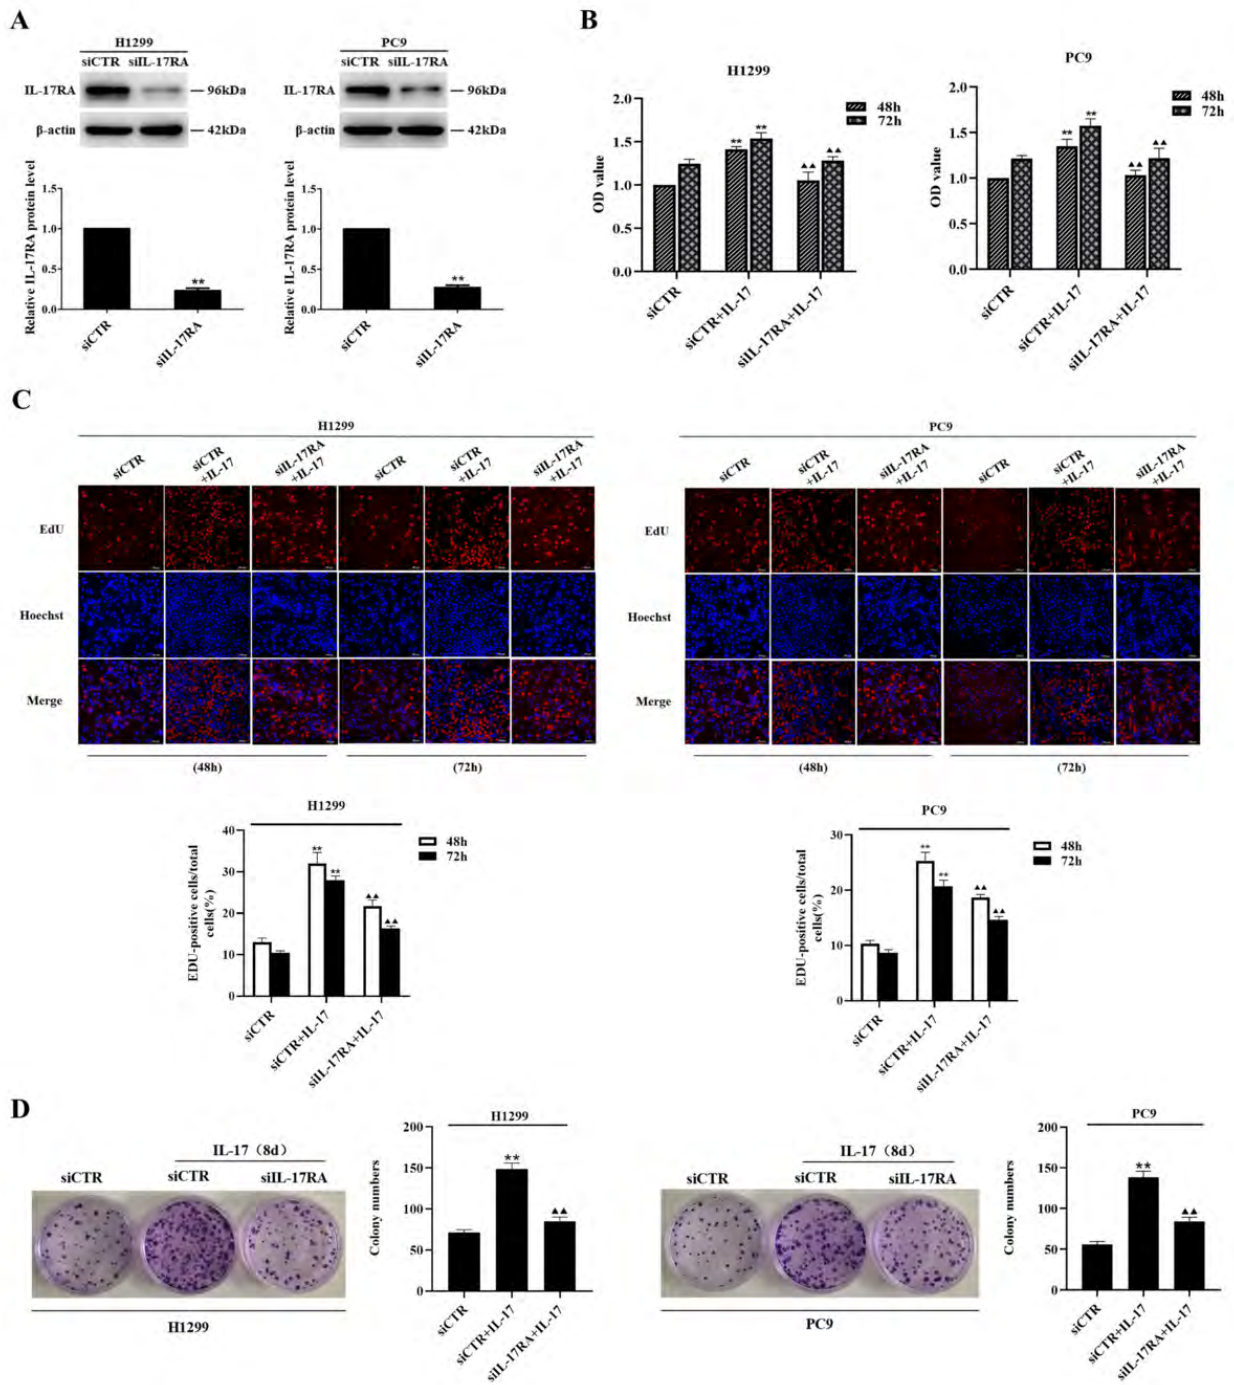 A
H1299
siCTR siIL-17RA
IL-17RA
96kDa
β-actin
42kDa
PC9
siCTR siIL-17RA
IL-17RA
96kDa
β-actin
42kDa
Relative IL-17RA protein level
1.5
1.0
0.5
0.0
**
siCTR
siIL-17RA
Relative IL-17RA protein level
1.5
1.0
0.5
0.0
**
siCTR
siIL-17RA
B
H1299
48h
72h
OD value
2.0
1.5
1.0
0.5
0.0
** **
▲▲ ▲▲
siCTR
siCTR+IL-17
siIL-17RA+IL-17
PC9
48h
72h
OD value
2.0
1.5
1.0
0.5
0.0
** **
▲▲ ▲▲
siCTR
siCTR+IL-17
siIL-17RA+IL-17
C
H1299
siCTR
siCTR
+IL-17
siIL-17RA
+IL-17
siCTR
siCTR
+IL-17
siIL-17RA
+IL-17
EdU
Hoechst
Merge
(48h)
(72h)
PC9
siCTR
siCTR
+IL-17
siIL-17RA
+IL-17
siCTR
siCTR
+IL-17
siIL-17RA
+IL-17
EdU
Hoechst
Merge
(48h)
(72h)
H1299
48h
72h
EDU-positive cells/total
cells(%)
40
30
20
10
0
** **
▲▲ ▲▲
siCTR
siCTR+IL-17
siIL-17RA+IL-17
PC9
48h
72h
EDU-positive cells/total
cells(%)
30
20
10
0
** **
▲▲ ▲▲
siCTR
siCTR+IL-17
siIL-17RA+IL-17
D
IL-17（8d）
siCTR siCTR siIL-17RA
H1299
H1299
Colony numbers
200
150
100
50
0
**
▲▲
siCTR
siCTR+IL-17
siIL-17RA+IL-17
IL-17（8d）
siCTR siCTR siIL-17RA
PC9
PC9
Colony numbers
200
150
100
50
0
**
▲▲
siCTR
siCTR+IL-17
siIL-17RA+IL-17